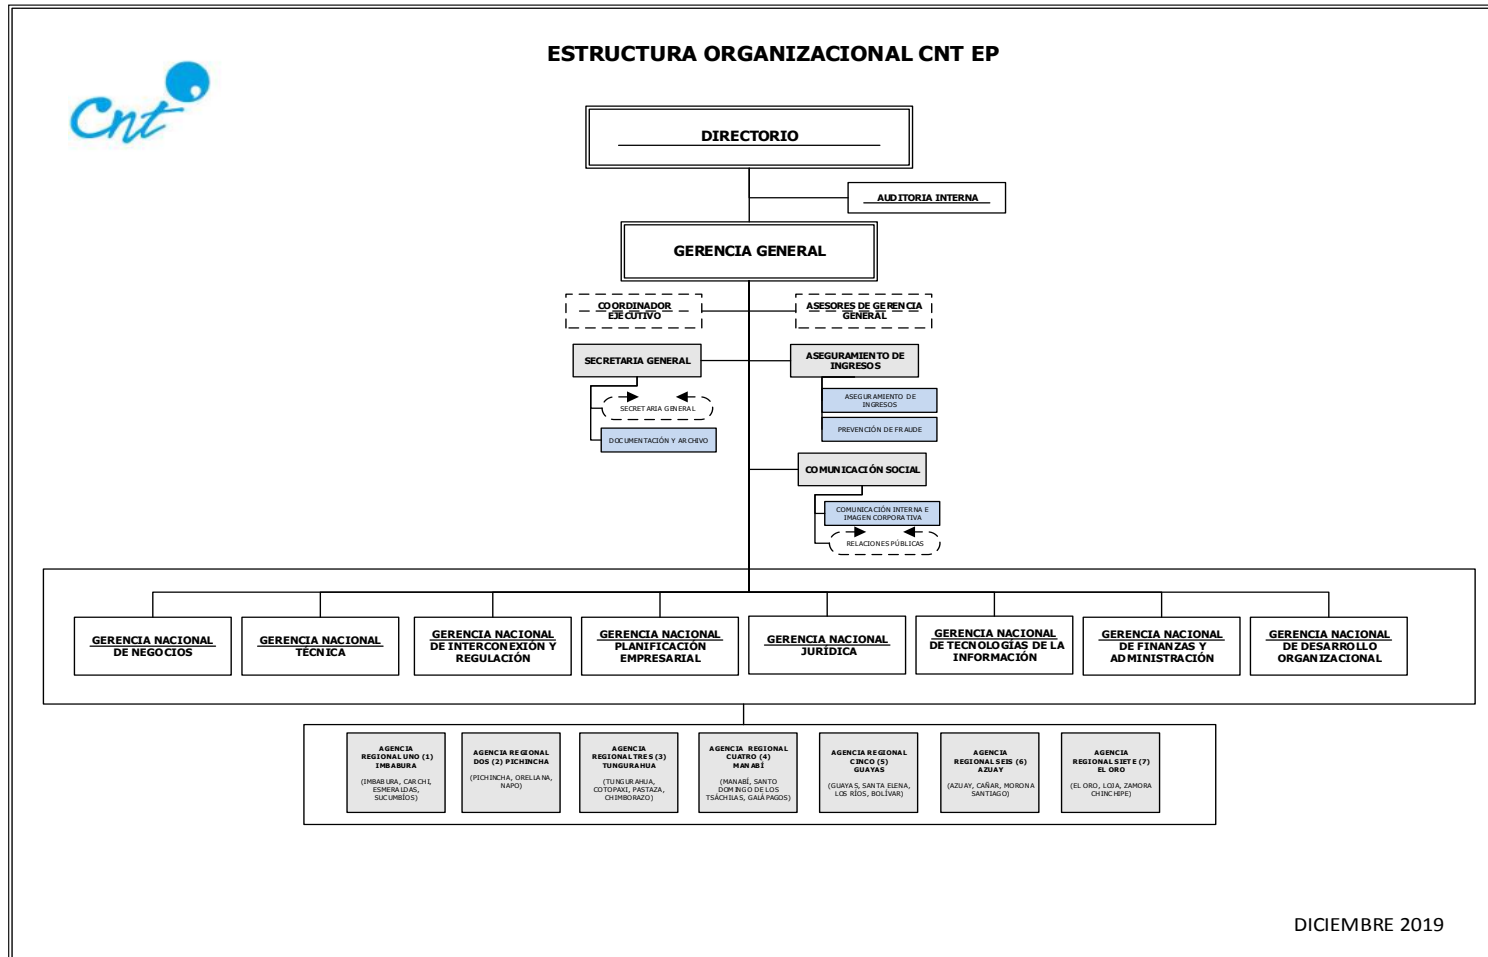 ESTRUCTURA ORGANIZACIONAL CNT EP
Cnt
DIRECTORIO
AUDITORIA INTERNA
GERENCIA GENERAL
COORDINADOR
EJECUTIVO
ASESORES DE GERENCIA
GENERAL
SECRETARIA GENERAL
SECRETARIA GENERAL
DOCUMENTACIÓN Y ARCHIVO
ASEGURAMIENTO DE
INGRESOS
ASEGURAMIENTO DE
INGRESOS
PREVENCIÓN DE FRAUDE
COMUNICACIÓN SOCIAL
COMUNICACIÓN INTERNA E
IMAGEN CORPORATIVA
RELACIONES PÚBLICAS
GERENCIA NACIONAL
DE NEGOCIOS
GERENCIA NACIONAL
TÉCNICA
GERENCIA NACIONAL
DE INTERCONEXIÓN Y
REGULACIÓN
GERENCIA NACIONAL
PLANIFICACIÓN
EMPRESARIAL
GERENCIA NACIONAL
JURÍDICA
GERENCIA NACIONAL
DE TECNOLOGÍAS DE LA
INFORMACIÓN
GERENCIA NACIONAL
DE FINANZAS Y
ADMINISTRACIÓN
GERENCIA NACIONAL
DE DESARROLLO
ORGANIZACIONAL
AGENCIA
REGIONAL UNO (1)
IMBABURA
(IMBABURA, CARCHI,
ESMERALDAS,
SUCUMBÍOS)
AGENCIA REGIONAL
DOS (2) PICHINCHA
(PICHINCHA, ORELLANA,
NAPO)
AGENCIA
REGIONAL TRES (3)
TUNGURAHUA
(TUNGURAHUA,
COTOPAXI, PASTAZA,
CHIMBORAZO)
AGENCIA REGIONAL
CUATRO (4)
MANABÍ
(MANABÍ, SANTO
DOMINGO DE LOS
TSÁCHILAS, GALÁPAGOS)
AGENCIA REGIONAL
CINCO (5)
GUAYAS
(GUAYAS, SANTA ELENA,
LOS RÍOS, BOLÍVAR)
AGENCIA
REGIONAL SEIS (6)
AZUAY
(AZUAY, CAÑAR, MORONA
SANTIAGO)
AGENCIA
REGIONAL SIETE (7)
EL ORO
(EL ORO, LOJA, ZAMORA
CHINCHIPE)
DICIEMBRE 2019